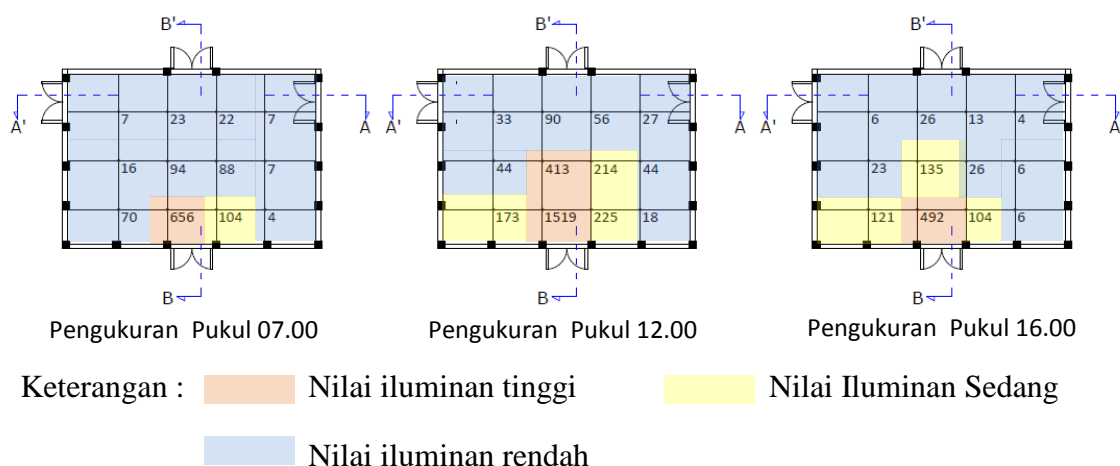 B' B' B'
A' A A' A A' A
7 23 22 7 33 90 56 27 6 26 13 4
16 94 88 7 44 413 214 44 23 135 26 6
70 656 104 4 173 1519 225 18 121 492 104 6
B B B
Pengukuran Pukul 07.00 Pengukuran Pukul 12.00 Pengukuran Pukul 16.00
Keterangan : Nilai iluminan tinggi Nilai Iluminan Sedang
Nilai iluminan rendah